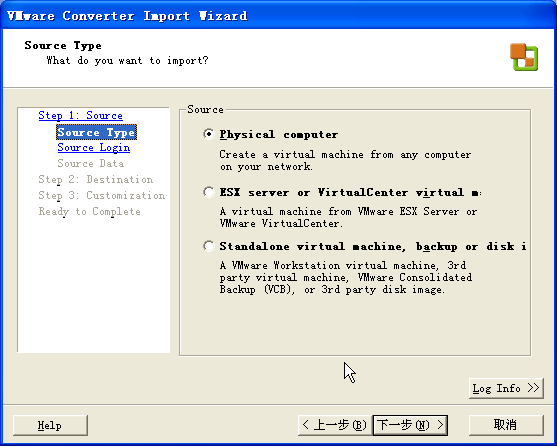 VMware Converter Import Wizard
Source Type
What do you want to import?
Step 1: Source
Source Type
Source Login
Source Data
Step 2: Destination
Step 3: Customization
Ready to Complete
Source
Physical computer
Create a virtual machine from any computer
on your network.
ESX server or VirtualCenter virtual m
A virtual machine from VMware ESX Server or
VMware VirtualCenter.
Standalone virtual machine, backup or disk i
A VMware Workstation virtual machine, 3rd
party virtual machine, VMware Consolidated
Backup (VCB), or 3rd party disk image.
Log Info >>
Help
< 上一步(B)
下一步(N) >
取消